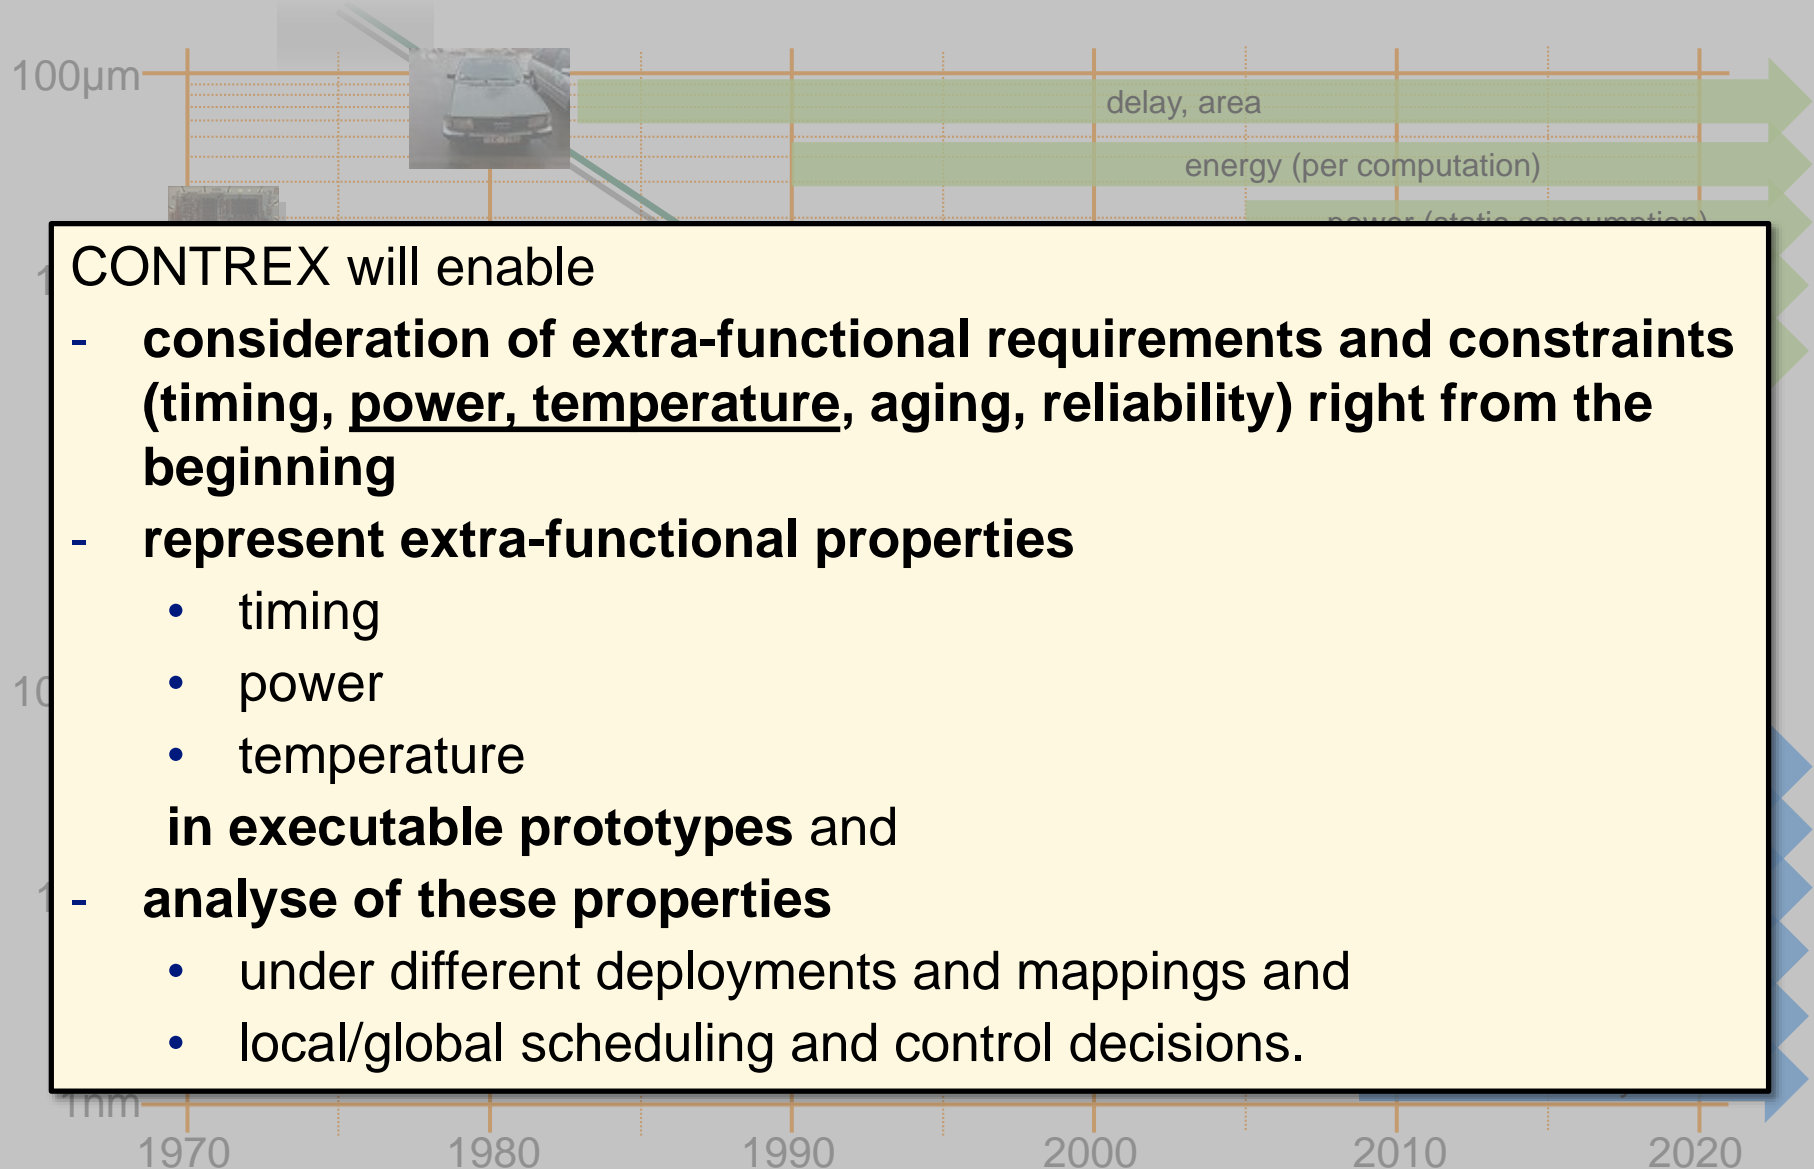 100µm
delay, area
energy (per computation)
power (static consumption)
CONTREX will enable
- consideration of extra-functional requirements and constraints
(timing, power, temperature, aging, reliability) right from the
beginning
- represent extra-functional properties
• timing
• power
• temperature
in executable prototypes and
- analyse of these properties
• under different deployments and mappings and
• local/global scheduling and control decisions.
1nm
1970 1980 1990 2000 2010 2020